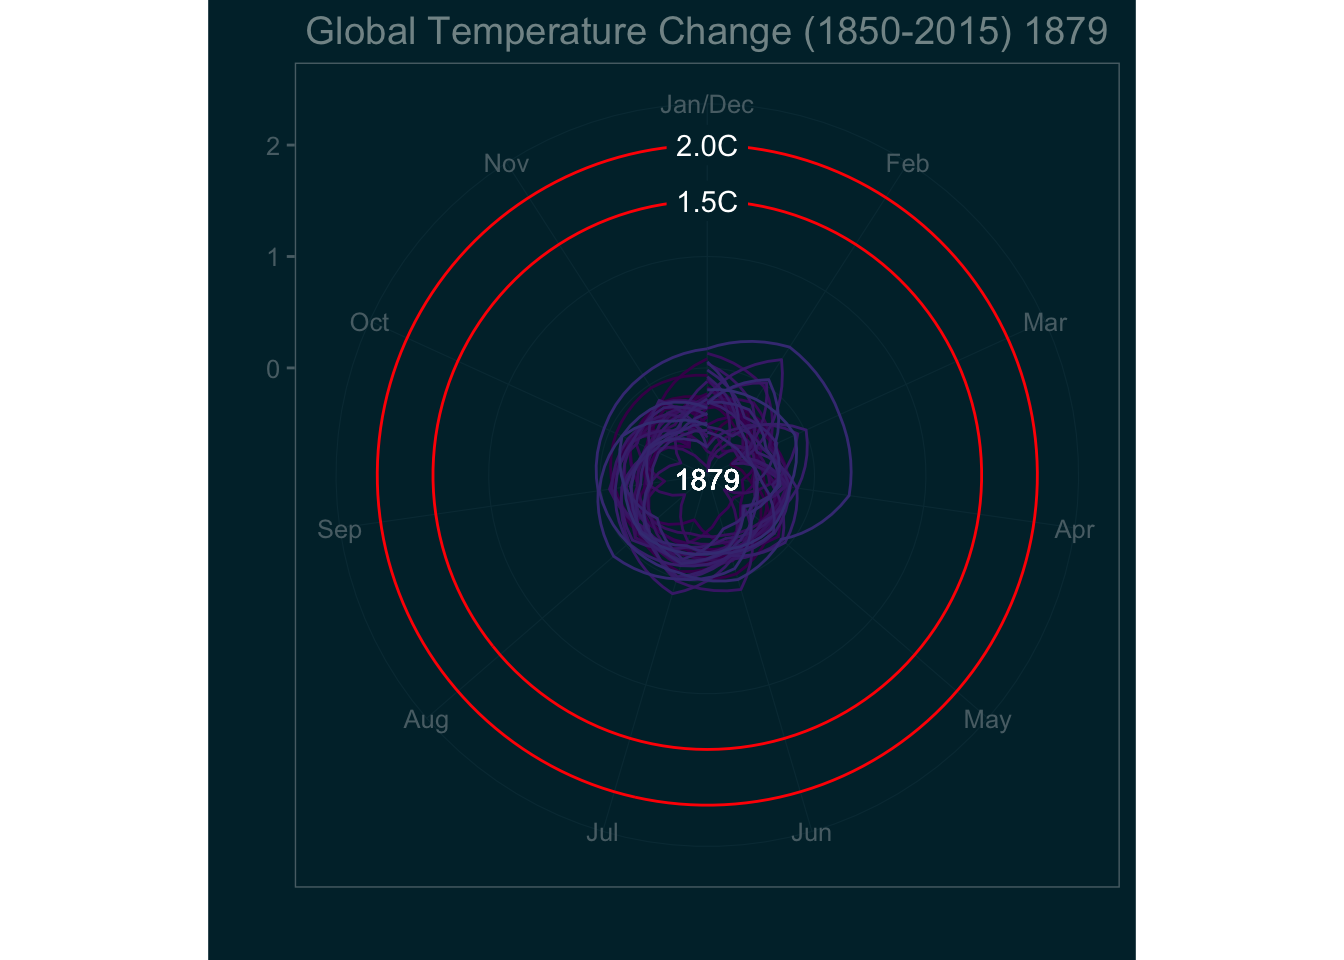 Global Temperature Change (1850-2015) 1879
Jan/Dec
2
2.0C
Nov
Feb
1.5C
1
Oct
Mar
0
1879
Sep
Apr
Aug
May
Jul
Jun